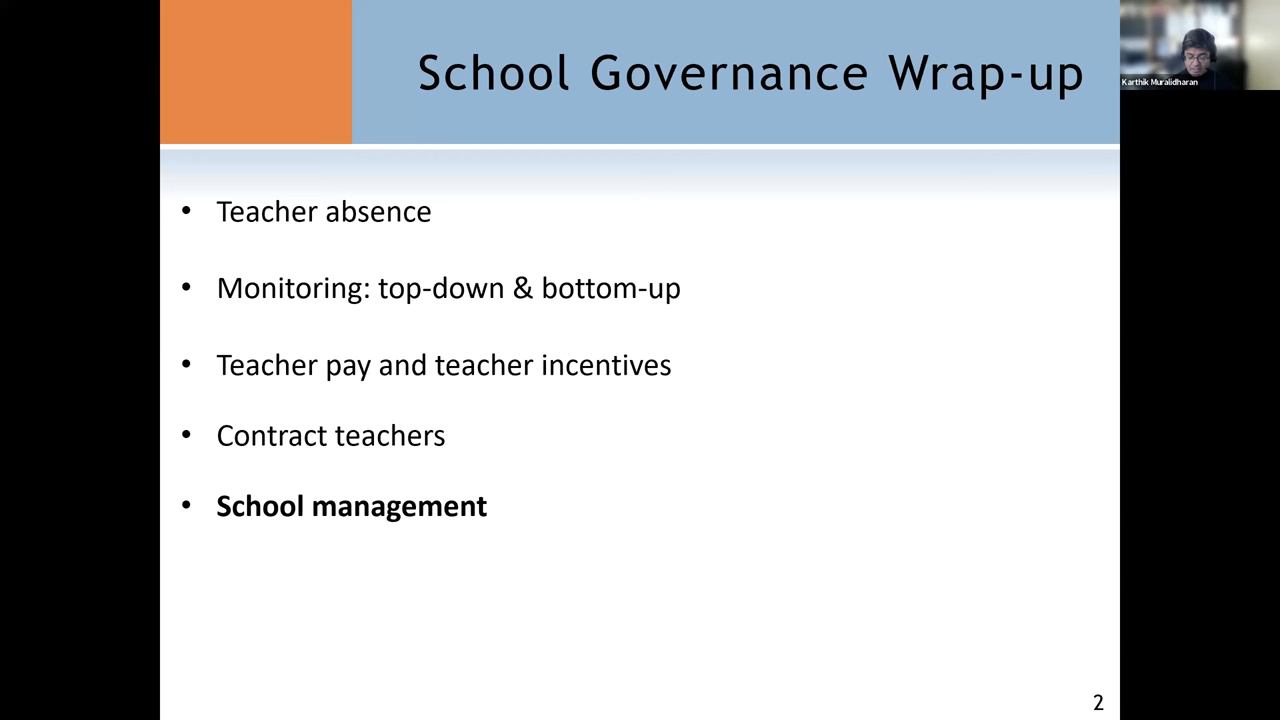 School Governance Wrap-up
Karthik Muralidharan
• Teacher absence
• Monitoring: top-down & bottom-up
• Teacher pay and teacher incentives
• Contract teachers
• School management
2